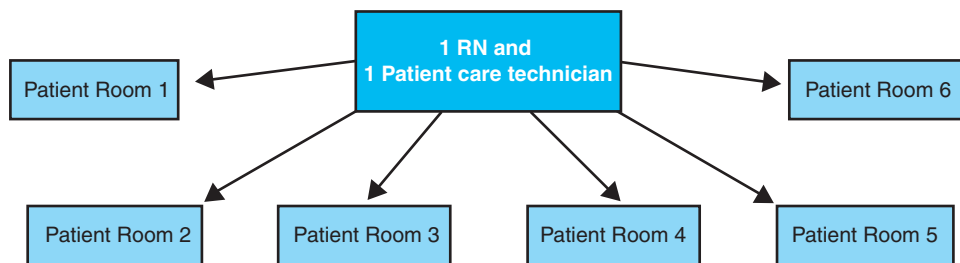 1 RN and
1 Patient care technician
Patient Room 1
Patient Room 6
Patient Room 2
Patient Room 3
Patient Room 4
Patient Room 5